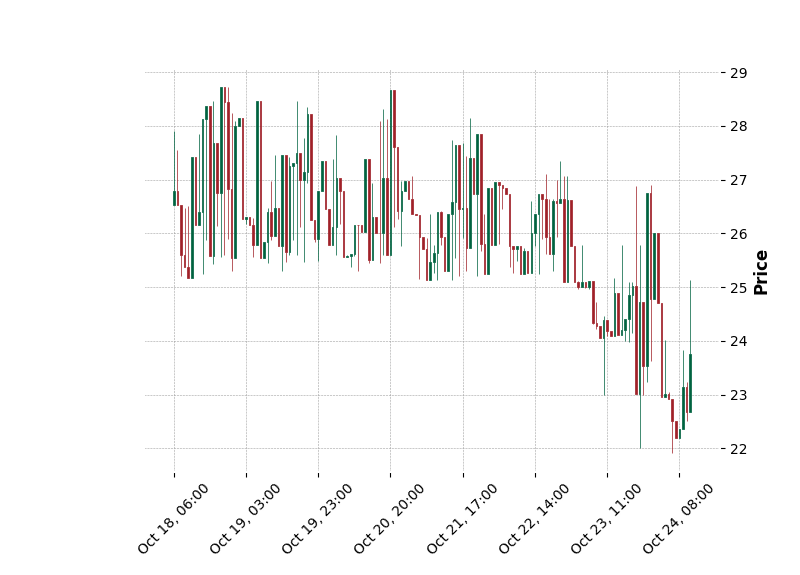 29
28
27
26
25
24
23
22
Price
Oct 18, 06:00
Oct 19, 03:00
Oct 19, 23:00
Oct 20, 20:00
Oct 21, 17:00
Oct 22, 14:00
Oct 23, 11:00
Oct 24, 08:00